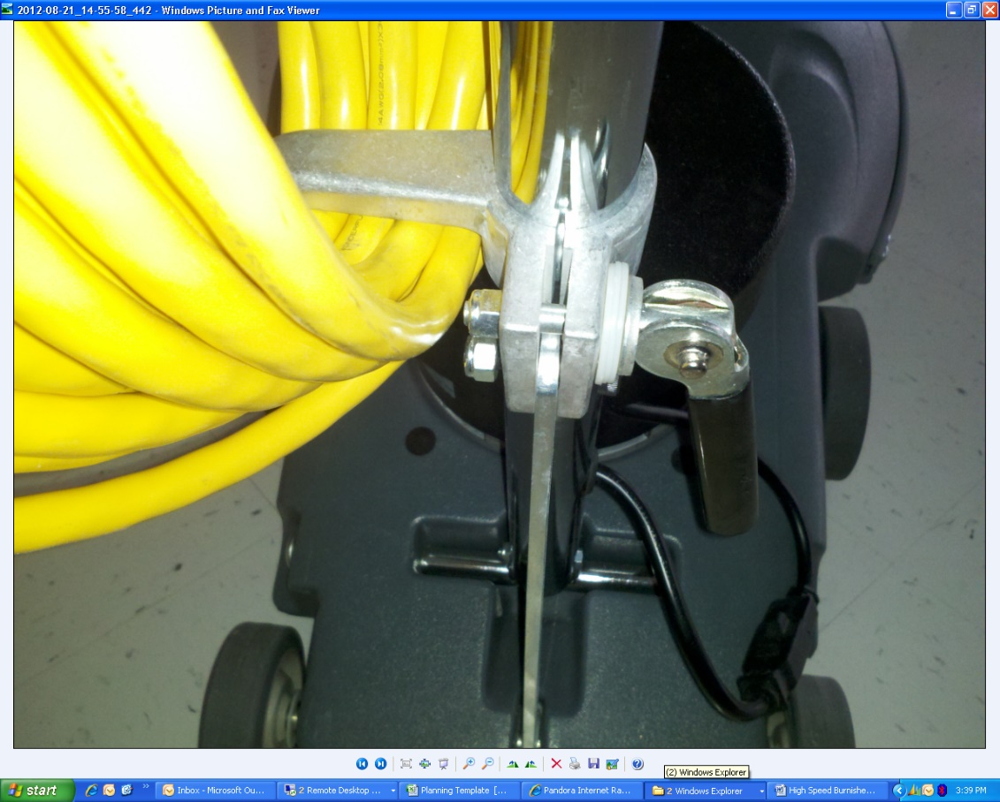 2012-08-21_14-55-58_442 - Windows Picture and Fax Viewer
(2) Windows Explorer
start
Inbox - Microsoft Ou...
2 Remote Desktop ...
Planning Template [...
Pandora Internet Ra...
2 Windows Explorer
High Speed Burnishe...
3:39 PM